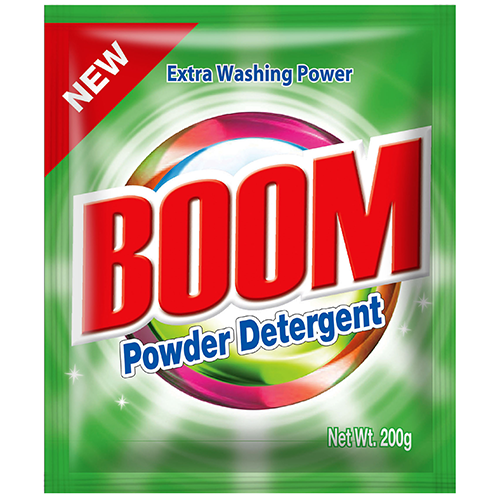 NEW
Extra Washing Power
BOOM
Powder Detergent
Net Wt. 200g